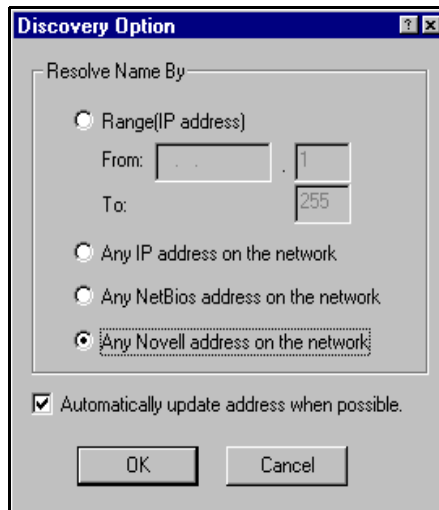 Discovery Option
Resolve Name By
Range(IP address)
From: . . . 1
To: 255
Any IP address on the network
Any NetBios address on the network
Any Novell address on the network
Automatically update address when possible.
OK Cancel